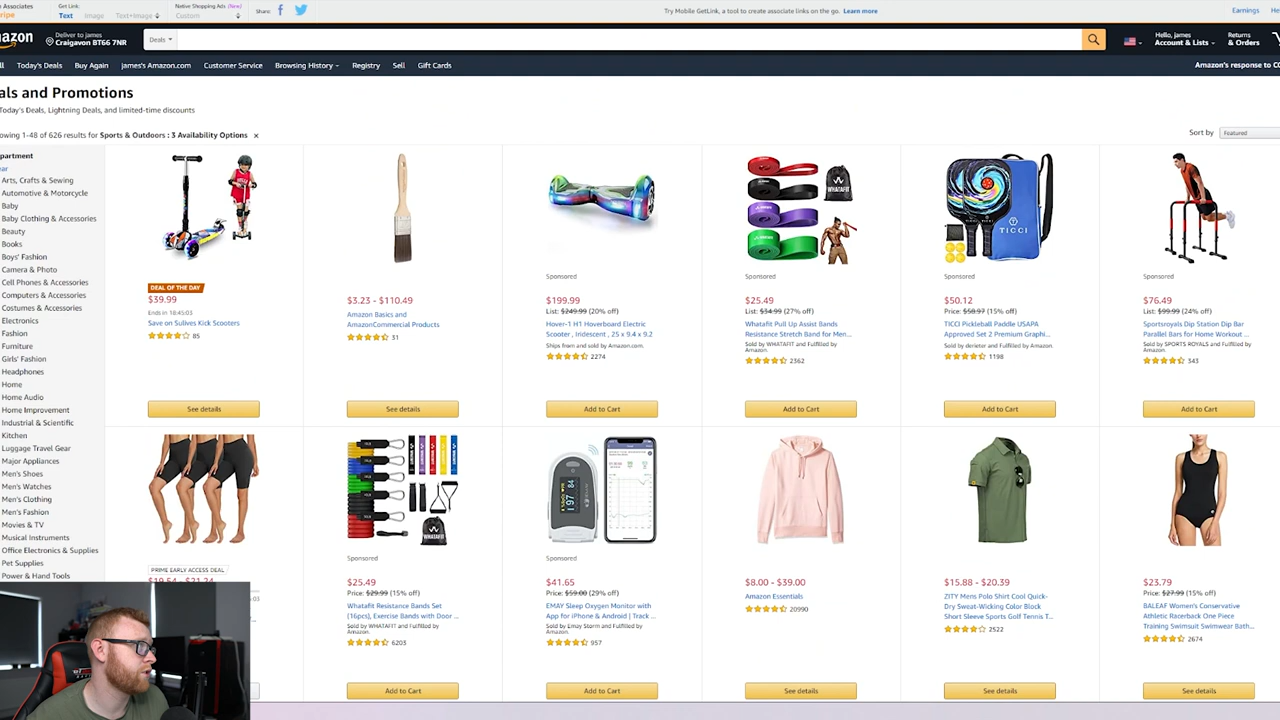 Associates
Get Link:
Native Shopping Ads (New)
Share:
Text
Image
Text+Image
Custom
Try Mobile GetLink, a tool to create associate links on the go. Learn more
Earnings
Deliver to james
Craigavon BT66 7NR
Deals
Hello, james
Account & Lists
Returns
& Orders
Today's Deals
Buy Again
james's Amazon.com
Customer Service
Browsing History
Registry
Sell
Gift Cards
Amazon's response to CO
als and Promotions
Today's Deals, Lightning Deals, and limited-time discounts
owing 1-48 of 626 results for Sports & Outdoors : 3 Availability Options
Sort by
Featured
partment
Arts, Crafts & Sewing
Automotive & Motorcycle
Baby
Baby Clothing & Accessories
Beauty
Books
Boys' Fashion
Camera & Photo
Cell Phones & Accessories
Computers & Accessories
Costumes & Accessories
Electronics
Fashion
Furniture
Girls' Fashion
Headphones
Home
Home Audio
Home Improvement
Industrial & Scientific
Kitchen
Luggage Travel Gear
Major Appliances
Men's Shoes
Men's Watches
Men's Clothing
Men's Fashion
Movies & TV
Musical Instruments
Office Electronics & Supplies
Pet Supplies
Power & Hand Tools
DEAL OF THE DAY
$39.99
Ends in 18:45:03
Save on Sulives Kick Scooters
85
See details
$3.23 - $110.49
Amazon Basics and
AmazonCommercial Products
31
See details
Sponsored
$199.99
List: $249.99 (20% off)
Hover-1 H1 Hoverboard Electric
Scooter , Iridescent , 25 x 9.4 x 9.2
Ships from and sold by Amazon.com.
2274
Add to Cart
WHATAFIT
Sponsored
$25.49
List: $34.99 (27% off)
Whatafit Pull Up Assist Bands
Resistance Stretch Band for Men...
Sold by WHATAFIT and Fulfilled by
Amazon.
2362
Add to Cart
TICCI
Sponsored
$50.12
Price: $58.97 (15% off)
TICCI Pickleball Paddle USAPA
Approved Set 2 Premium Graphi...
Sold by derietor and Fulfilled by Amazon.
1198
Add to Cart
Sponsored
$76.49
List: $99.99 (24% off)
Sportsroyals Dip Station Dip Bar
Parallel Bars for Home Workout ...
Sold by SPORTS ROYALS and Fulfilled by
Amazon.
343
Add to Cart
PRIME EARLY ACCESS DEAL
WHATAFIT
Sponsored
$25.49
Price: $29.99 (15% off)
Whatafit Resistance Bands Set
(16pcs), Exercise Bands with Door ...
Sold by WHATAFIT and Fulfilled by
Amazon.
6203
Add to Cart
Sponsored
$41.65
Price: $59.00 (29% off)
EMAY Sleep Oxygen Monitor with
App for iPhone & Android | Track ...
Sold by Emay Storm and Fulfilled by
Amazon.
957
Add to Cart
$8.00 - $39.00
Amazon Essentials
20990
See details
$15.88 - $20.39
ZITY Mens Polo Shirt Cool Quick-
Dry Sweat-Wicking Color Block
Short Sleeve Sports Golf Tennis T...
2522
See details
$23.79
Price: $27.99 (15% off)
BALEAF Women's Conservative
Athletic Racerback One Piece
Training Swimsuit Swimwear Bath...
2674
See details